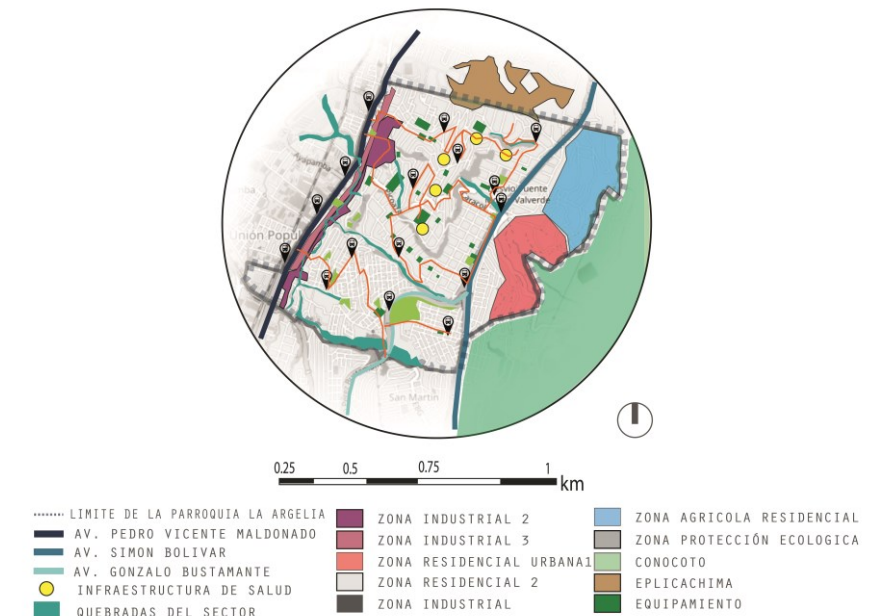 Ayapamba
Unión Popul
Puente
Valverde
San Martín
0.25 0.5 0.75 1 km
LIMITE DE LA PARROQUIA LA ARGELIA
AV. PEDRO VICENTE MALDONADO
AV. SIMON BOLIVAR
AV. GONZALO BUSTAMANTE
INFRAESTRUCTURA DE SALUD
QUEBRADAS DEL SECTOR
ZONA INDUSTRIAL 2
ZONA INDUSTRIAL 3
ZONA RESIDENCIAL URBANA1
ZONA RESIDENCIAL 2
ZONA INDUSTRIAL
ZONA AGRICOLA RESIDENCIAL
ZONA PROTECCIÓN ECOLOGICA
CONOCOTO
EPLICACHIMA
EQUIPAMIENTO